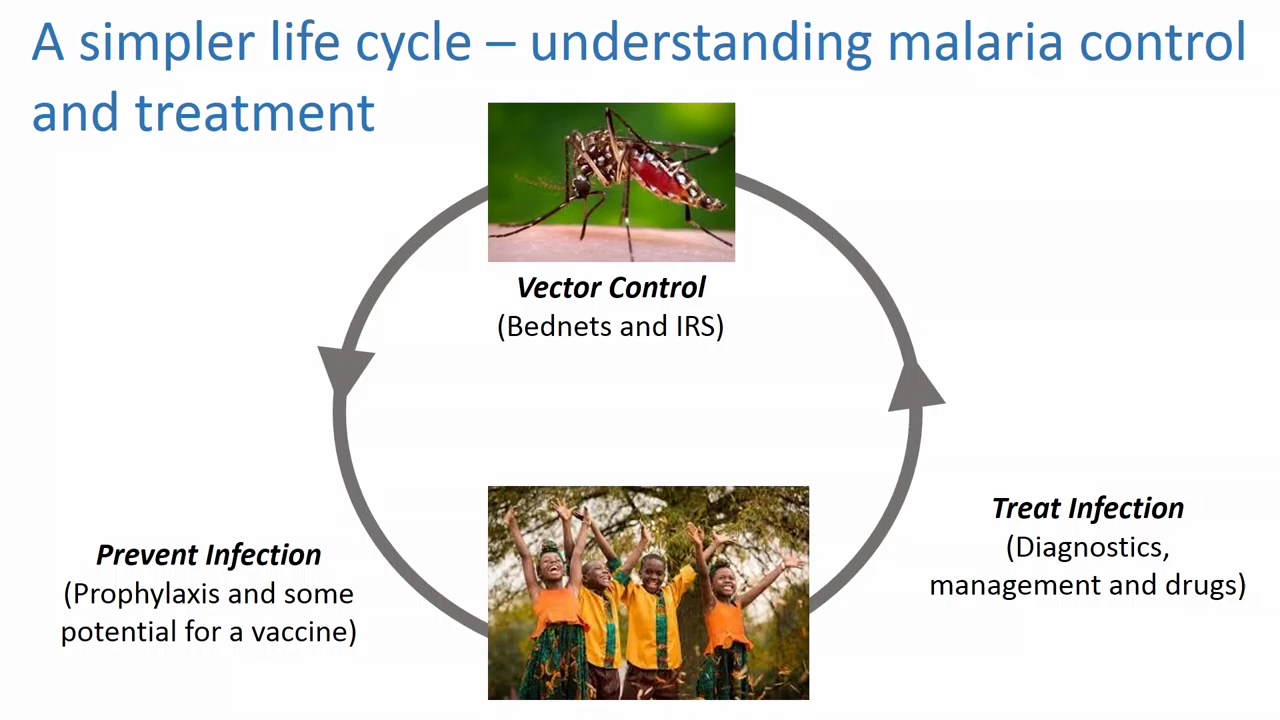 A simpler life cycle – understanding malaria control
and treatment
Vector Control
(Bednets and IRS)
Treat Infection
(Diagnostics,
management and drugs)
Prevent Infection
(Prophylaxis and some
potential for a vaccine)